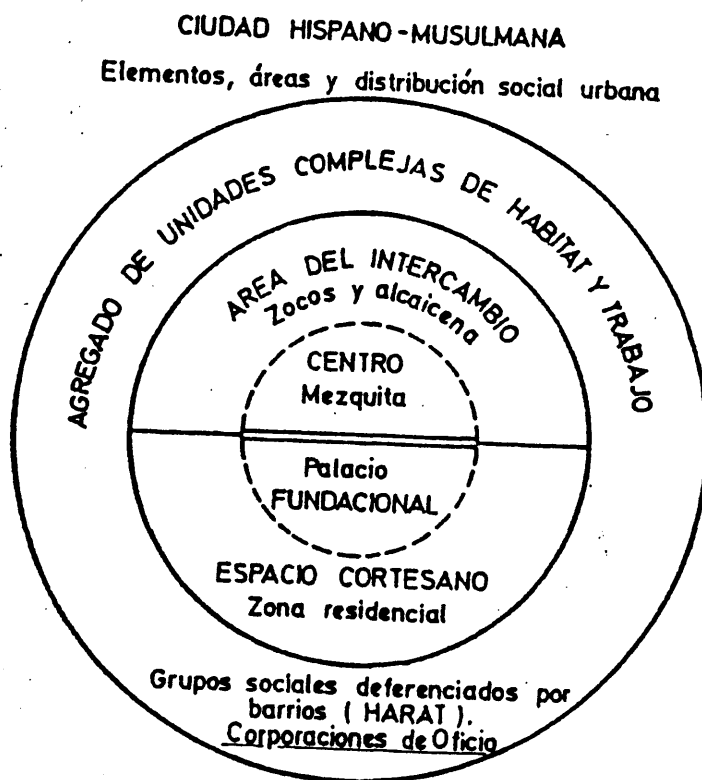 CIUDAD HISPANO-MUSULMANA
Elementos, áreas y distribución social urbana
AGREGADO DE UNIDADES COMPLEJAS DE HABITAT Y TRABAJO
AREA DEL INTERCAMBIO
Zocos y alcaicena
CENTRO
Mezquita
Palacio
FUNDACIONAL
ESPACIO CORTESANO
Zona residencial
Grupos sociales deferenciados por
barrios ( HARAT ).
Corporaciones de Oficio